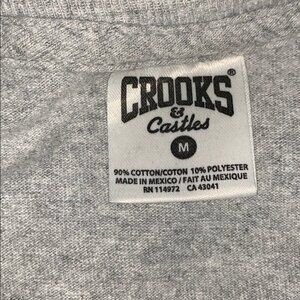 CROOKS®
&
Castles
M
90% COTTON/COTON 10% POLYESTER
MADE IN MEXICO / FAIT AU MEXIQUE
RN 114972 CA 43041